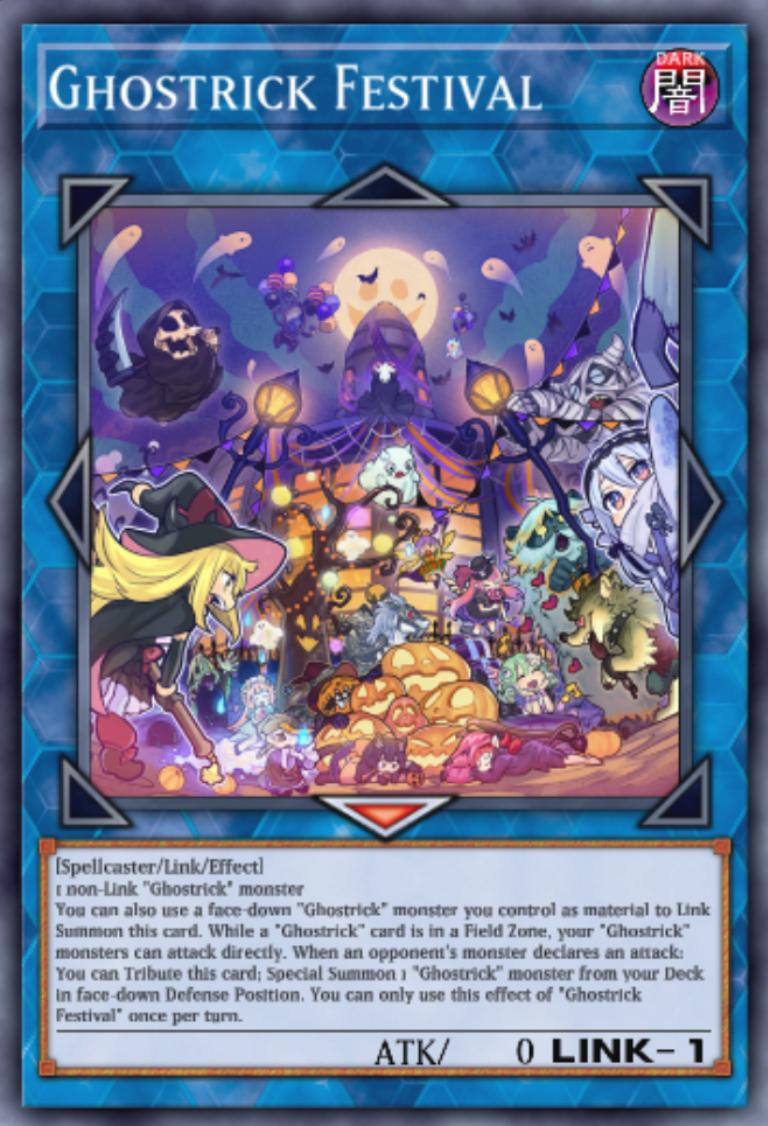 Ghostrick Festival
DARK
闇
[Spellcaster/Link/Effect]
1 non-Link "Ghostrick" monster
You can also use a face-down "Ghostrick" monster you control as material to Link
Summon this card. While a "Ghostrick" card is in a Field Zone, your "Ghostrick"
monsters can attack directly. When an opponent's monster declares an attack:
You can Tribute this card; Special Summon 1 "Ghostrick" monster from your Deck
in face-down Defense Position. You can only use this effect of "Ghostrick
Festival" once per turn.
ATK/ 0 LINK-1